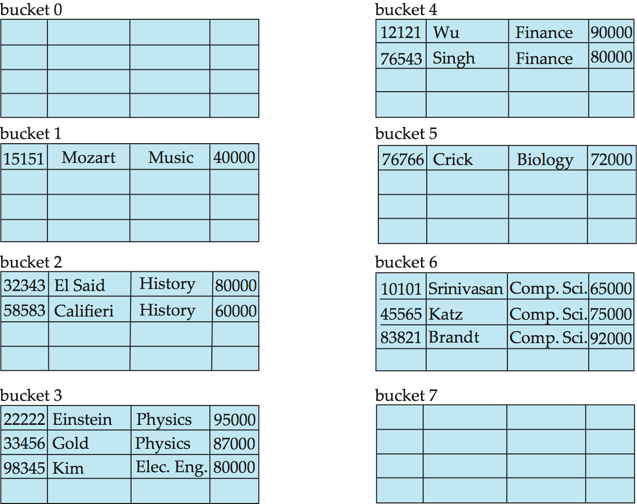 bucket 0
bucket 1
15151 Mozart Music 40000
bucket 2
32343 El Said History 80000
58583 Califieri History 60000
bucket 3
22222 Einstein Physics 95000
33456 Gold Physics 87000
98345 Kim Elec. Eng. 80000
bucket 4
12121 Wu Finance 90000
76543 Singh Finance 80000
bucket 5
76766 Crick Biology 72000
bucket 6
10101 Srinivasan Comp. Sci. 65000
45565 Katz Comp. Sci. 75000
83821 Brandt Comp. Sci. 92000
bucket 7